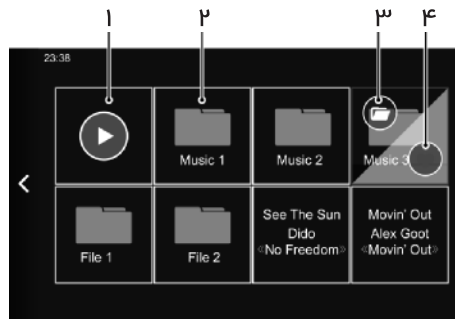 ۱ ۲ ۳ ۴
23:38
Music 1 Music 2 Music 3
See The Sun Movin' Out
Dido Alex Goot
«No Freedom» «Movin' Out»
File 1 File 2